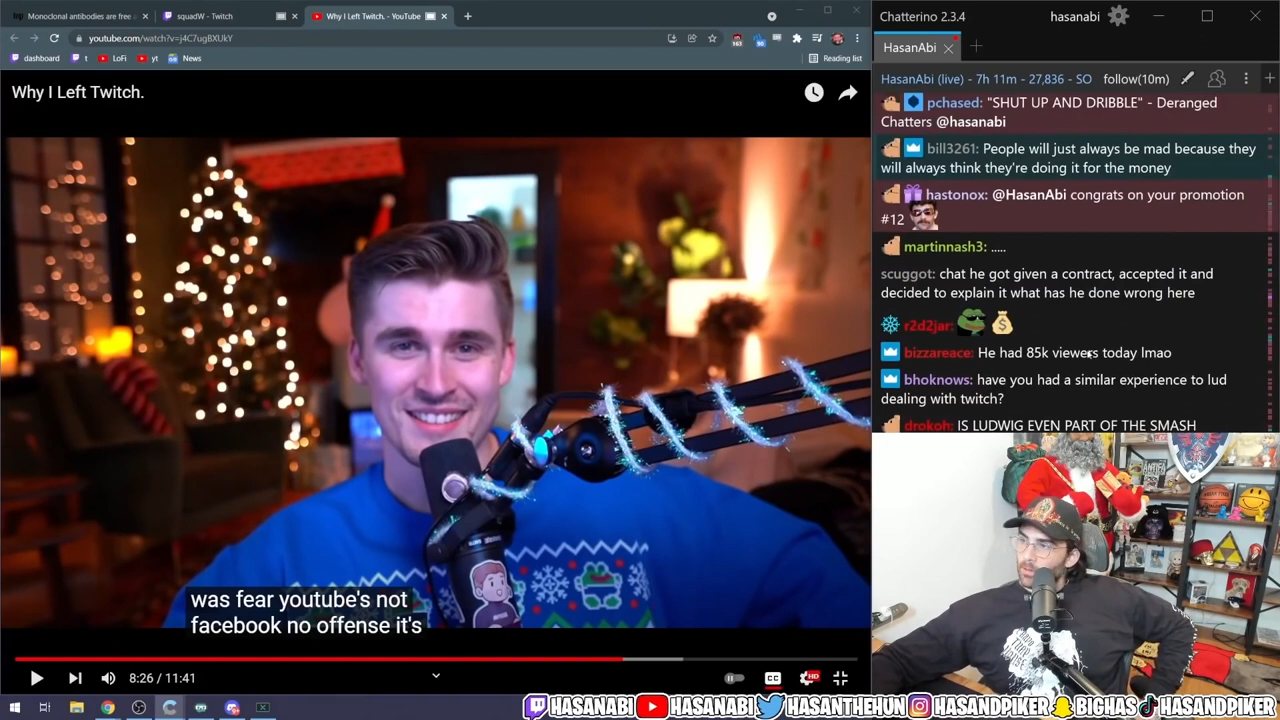 Monoclonal antibodies are free
squadW - Twitch
Why I Left Twitch. - YouTube
youtube.com/watch?v=j4C7ugBXUkY
dashboard
t
LoFi
yt
News
Reading list
Why I Left Twitch.
was fear youtube's not
facebook no offense it's
8:26 / 11:41
CC
HD
Chatterino 2.3.4
hasanabi
HasanAbi
HasanAbi (live) - 7h 11m - 27,836 - SO
follow(10m)
pchased: "SHUT UP AND DRIBBLE" - Deranged
Chatters @hasanabi
bill3261: People will just always be mad because they
will always think they're doing it for the money
hastonox: @HasanAbi congrats on your promotion
#12
martinnash3: .....
scuggot: chat he got given a contract, accepted it and
decided to explain it what has he done wrong here
r2d2jar:
bizzareace: He had 85k viewers today lmao
bhoknows: have you had a similar experience to lud
dealing with twitch?
drokoh: IS LUDWIG EVEN PART OF THE SMASH
HASANABI
HASANABI
HASANTHEHUN
HASANDPIKER
BIGHAS
HASANDPIKER